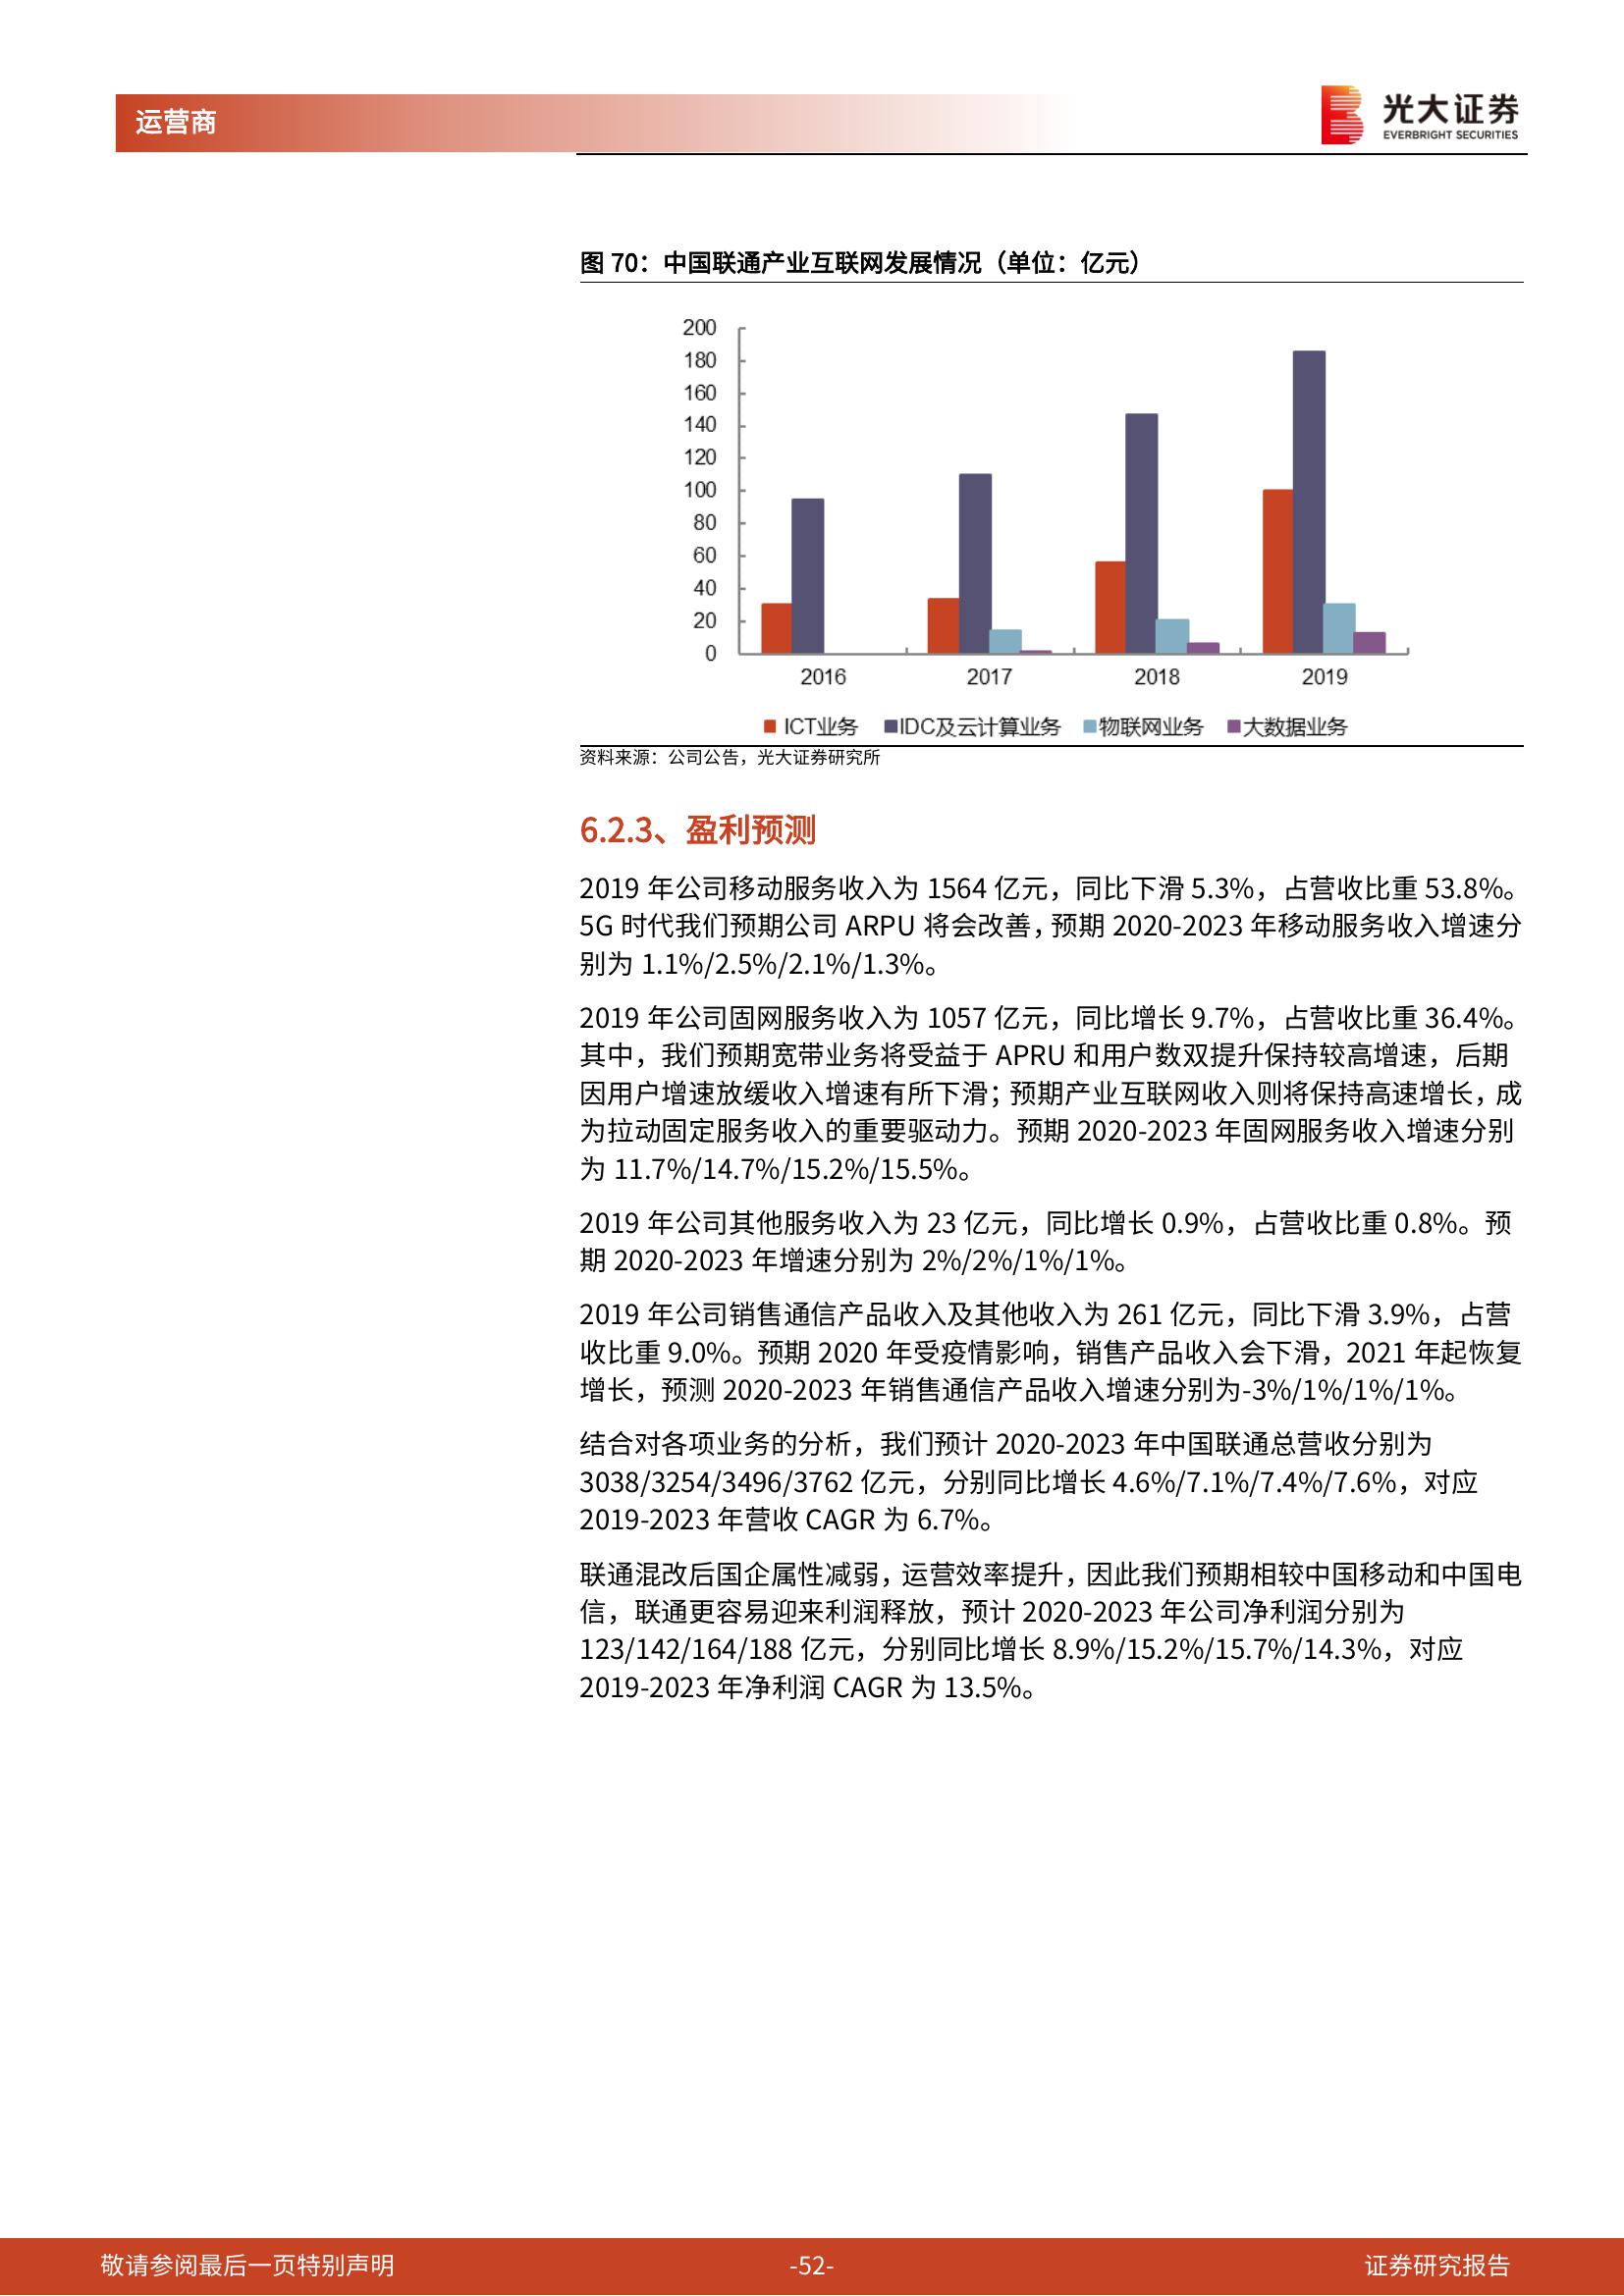 运营商
光大证券
EVERBRIGHT SECURITIES
图 70：中国联通产业互联网发展情况（单位：亿元）
200
180
160
140
120
100
80
60
40
20
0
2016 2017 2018 2019
ICT业务 IDC及云计算业务 物联网业务 大数据业务
资料来源：公司公告，光大证券研究所
6.2.3、盈利预测
2019 年公司移动服务收入为 1564 亿元，同比下滑 5.3%，占营收比重 53.8%。
5G 时代我们预期公司 ARPU 将会改善，预期 2020-2023 年移动服务收入增速分
别为 1.1%/2.5%/2.1%/1.3%。
2019 年公司固网服务收入为 1057 亿元，同比增长 9.7%，占营收比重 36.4%。
其中，我们预期宽带业务将受益于 APRU 和用户数双提升保持较高增速，后期
因用户增速放缓收入增速有所下滑；预期产业互联网收入则将保持高速增长，成
为拉动固定服务收入的重要驱动力。预期 2020-2023 年固网服务收入增速分别
为 11.7%/14.7%/15.2%/15.5%。
2019 年公司其他服务收入为 23 亿元，同比增长 0.9%，占营收比重 0.8%。预
期 2020-2023 年增速分别为 2%/2%/1%/1%。
2019 年公司销售通信产品收入及其他收入为 261 亿元，同比下滑 3.9%，占营
收比重 9.0%。预期 2020 年受疫情影响，销售产品收入会下滑，2021 年起恢复
增长，预测 2020-2023 年销售通信产品收入增速分别为-3%/1%/1%/1%。
结合对各项业务的分析，我们预计 2020-2023 年中国联通总营收分别为
3038/3254/3496/3762 亿元，分别同比增长 4.6%/7.1%/7.4%/7.6%，对应
2019-2023 年营收 CAGR 为 6.7%。
联通混改后国企属性减弱，运营效率提升，因此我们预期相较中国移动和中国电
信，联通更容易迎来利润释放，预计 2020-2023 年公司净利润分别为
123/142/164/188 亿元，分别同比增长 8.9%/15.2%/15.7%/14.3%，对应
2019-2023 年净利润 CAGR 为 13.5%。
敬请参阅最后一页特别声明
-52-
证券研究报告